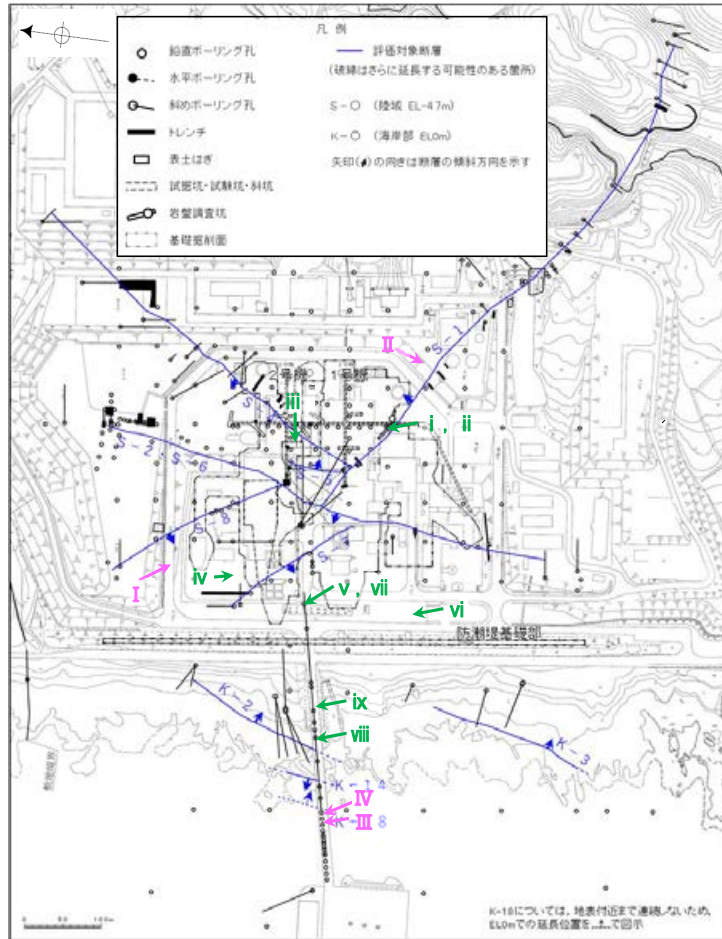 凡 例
鉛直ボーリング孔
水平ボーリング孔
斜めボーリング孔
トレンチ
表土はぎ
試掘坑・試験坑・斜坑
岩盤調査坑
基礎掘削面
評価対象断層
(破線はさらに延長する可能性のある箇所)
S-○ (陸域 EL-47m)
K-○ (海岸部 EL0m)
矢印( )の向きは断層の傾斜方向を示す
S-1
Ⅱ
2号機
1号機
ⅲ
ⅰ, ⅱ
S-2, S-6
S-5
S-8
Ⅰ
ⅳ
ⅴ, ⅶ
ⅵ
防潮堤基礎部
K-2
ⅸ
ⅷ
K-3
K-14
Ⅳ
Ⅲ
K-18については、地表付近まで連続しないため、
EL0mでの延長位置を
で図示
0 50 100m